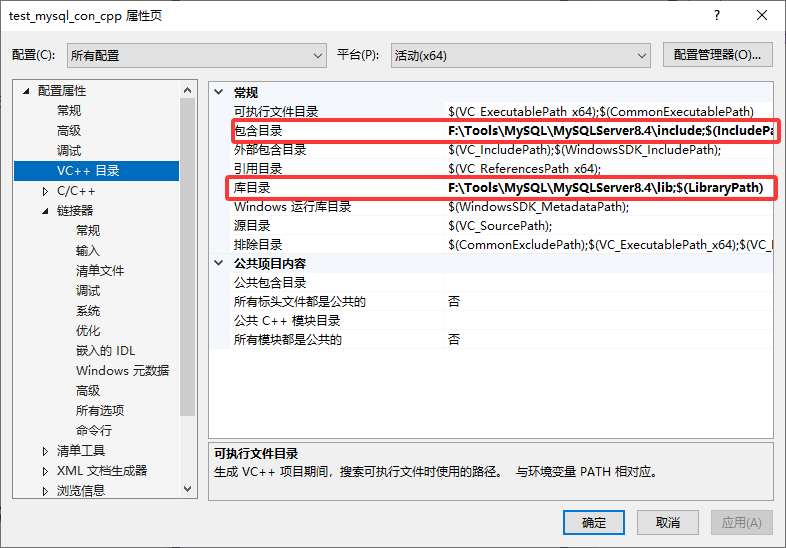 test_mysql_con_cpp 属性页
配置(C): 所有配置 平台(P): 活动(x64) 配置管理器(O)...
配置属性
常规
高级
调试
VC++ 目录
C/C++
链接器
常规
输入
清单文件
调试
系统
优化
嵌入的 IDL
Windows 元数据
高级
所有选项
命令行
清单工具
XML 文档生成器
浏览信息
常规
可执行文件目录 $(VC_ExecutablePath_x64);$(CommonExecutablePath)
包含目录 F:\Tools\MySQL\MySQLServer8.4\include;$(IncludePa
外部包含目录 $(VC_IncludePath);$(WindowsSDK_IncludePath);
引用目录 $(VC_ReferencesPath_x64);
库目录 F:\Tools\MySQL\MySQLServer8.4\lib;$(LibraryPath)
Windows 运行库目录 $(WindowsSDK_MetadataPath);
源目录 $(VC_SourcePath);
排除目录 $(CommonExcludePath);$(VC_ExecutablePath_x64);$(VC_
公共项目内容
公共包含目录
所有标头文件都是公共的 否
公共 C++ 模块目录
所有模块都是公共的 否
可执行文件目录
生成 VC++ 项目期间，搜索可执行文件时使用的路径。 与环境变量 PATH 相对应。
确定 取消 应用(A)